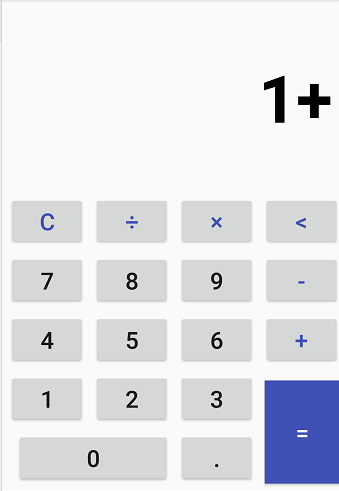 1+
C ÷ × <
7 8 9 -
4 5 6 +
1 2 3 =
0 .